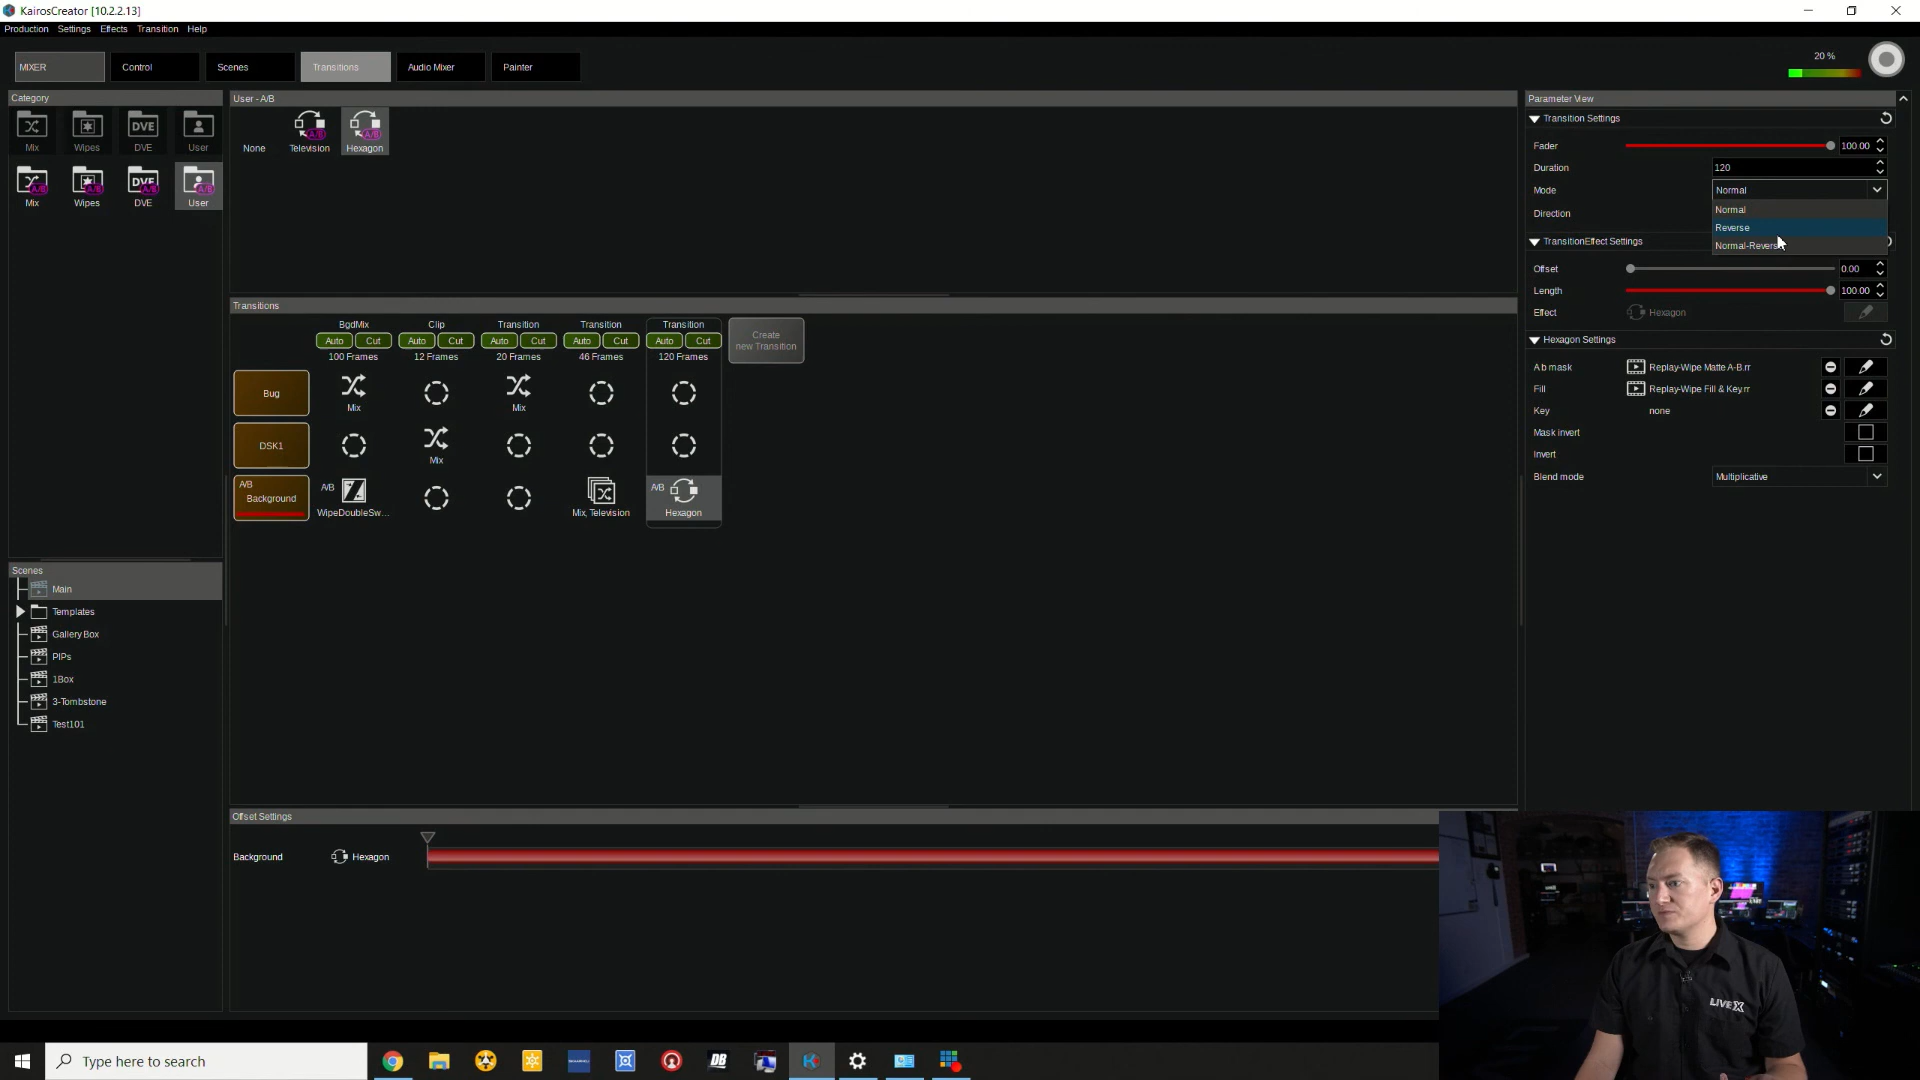 KairosCreator [10.2.2.13]
Production Settings Effects Transition Help
MIXER Control Scenes Transitions Audio Mixer Painter
20 %
Category
Mix Wipes DVE User
A/B A/B A/B A/B
Mix Wipes DVE User
User - A/B
None Television Hexagon
Transitions
BgdMix Clip Transition Transition Transition
Auto Cut Auto Cut Auto Cut Auto Cut Auto Cut
100 Frames 12 Frames 20 Frames 46 Frames 120 Frames
Create
new Transition
Bug Mix Mix
DSK1 Mix
A/B Background A/B WipeDoubleSw... Mix, Television A/B Hexagon
Scenes
Main
Templates
Gallery Box
PIPs
1Box
3-Tombstone
Test101
Offset Settings
Background Hexagon
Parameter View
Transition Settings
Fader 100.00
Duration 120
Mode Normal
Normal
Direction
Reverse
TransitionEffect Settings
Normal-Reverse
Offset 0.00
Length 100.00
Effect Hexagon
Hexagon Settings
A b mask Replay-Wipe Matte A-B.rr
Fill Replay-Wipe Fill & Key.rr
Key none
Mask invert
Invert
Blend mode Multiplicative
LIVEX
Type here to search
DB